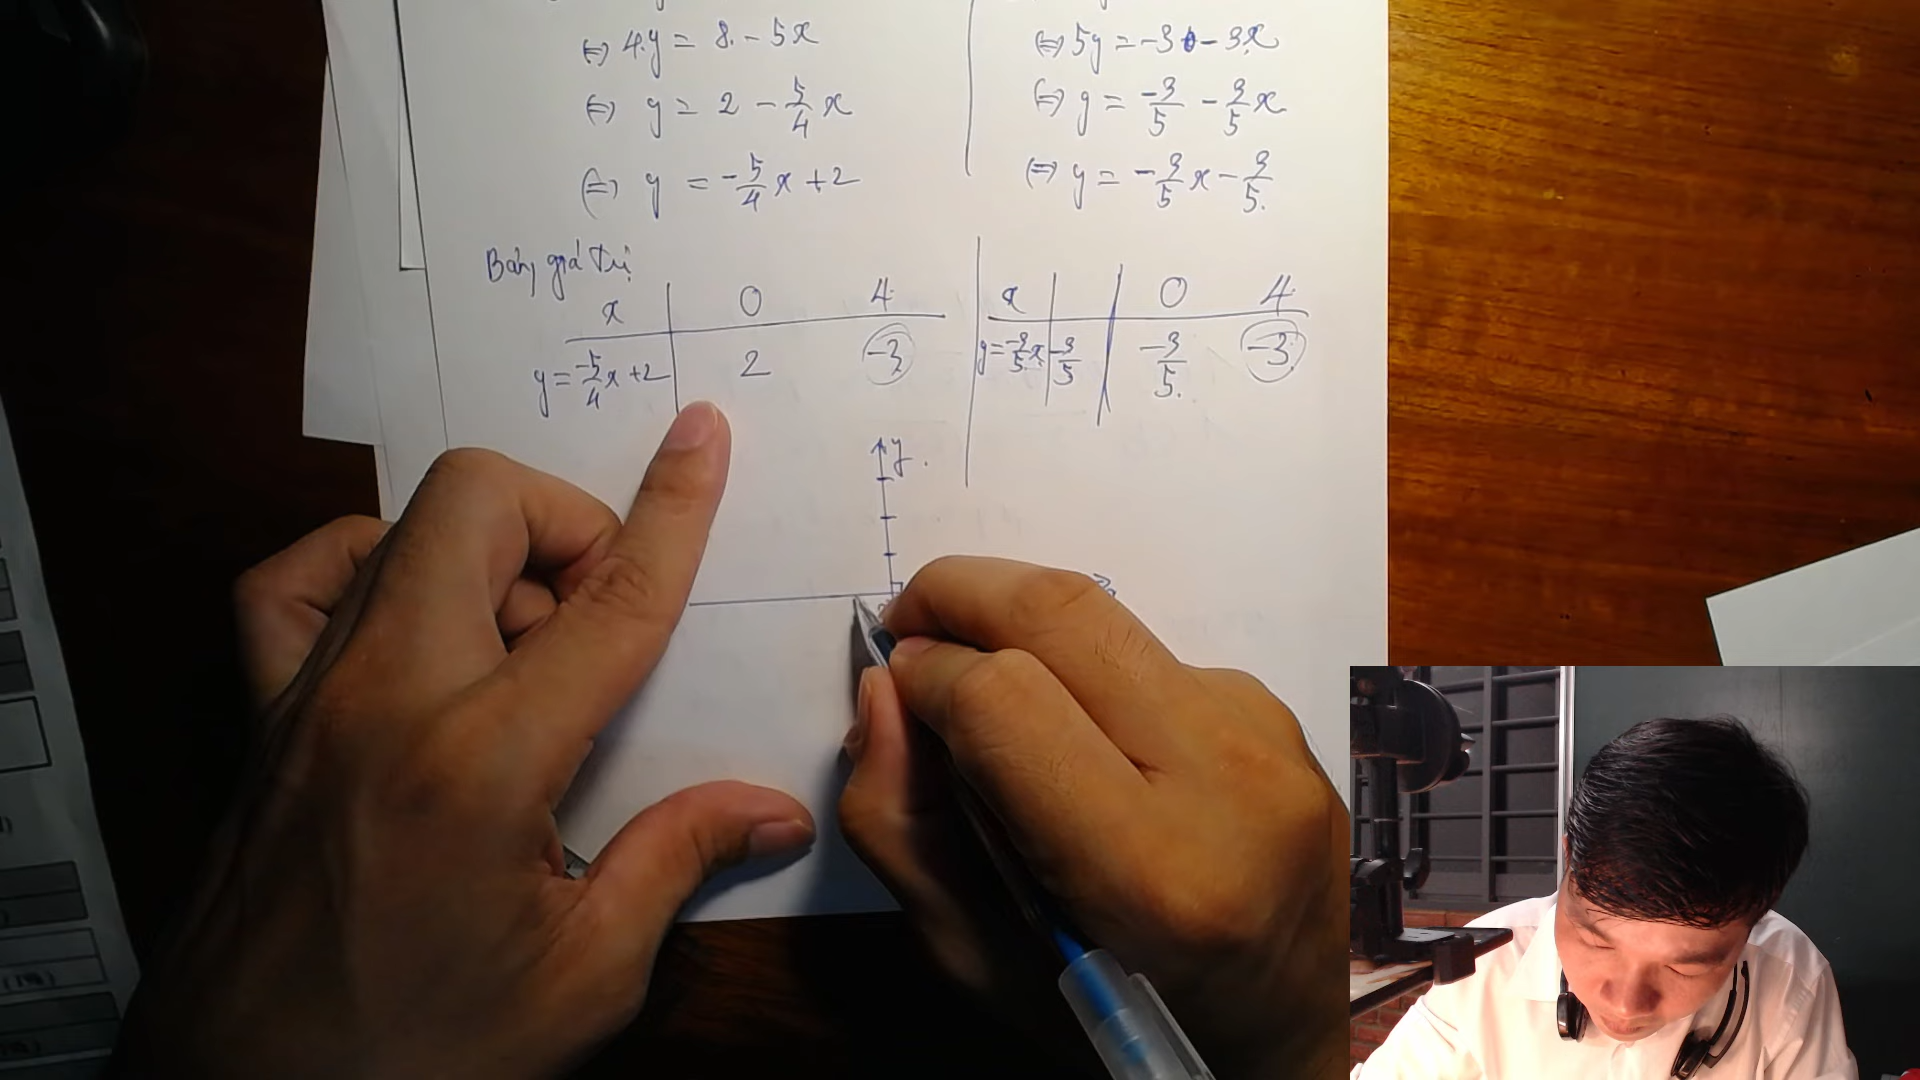 ⇔ 4.y = 8. - 5x
⇔ y = 2 - 5/4 x
⇔ y = -5/4 x + 2
⇔ 5y = -3 - 3x
⇔ y = -3/5 - 3/5 x
⇔ y = -3/5 x - 3/5.
Bảng giá trị
x | 0 4
y = -5/4 x + 2 | 2 -3
x | 0 4
y = -3/5 x - 3/5 | -3/5. -3
y.